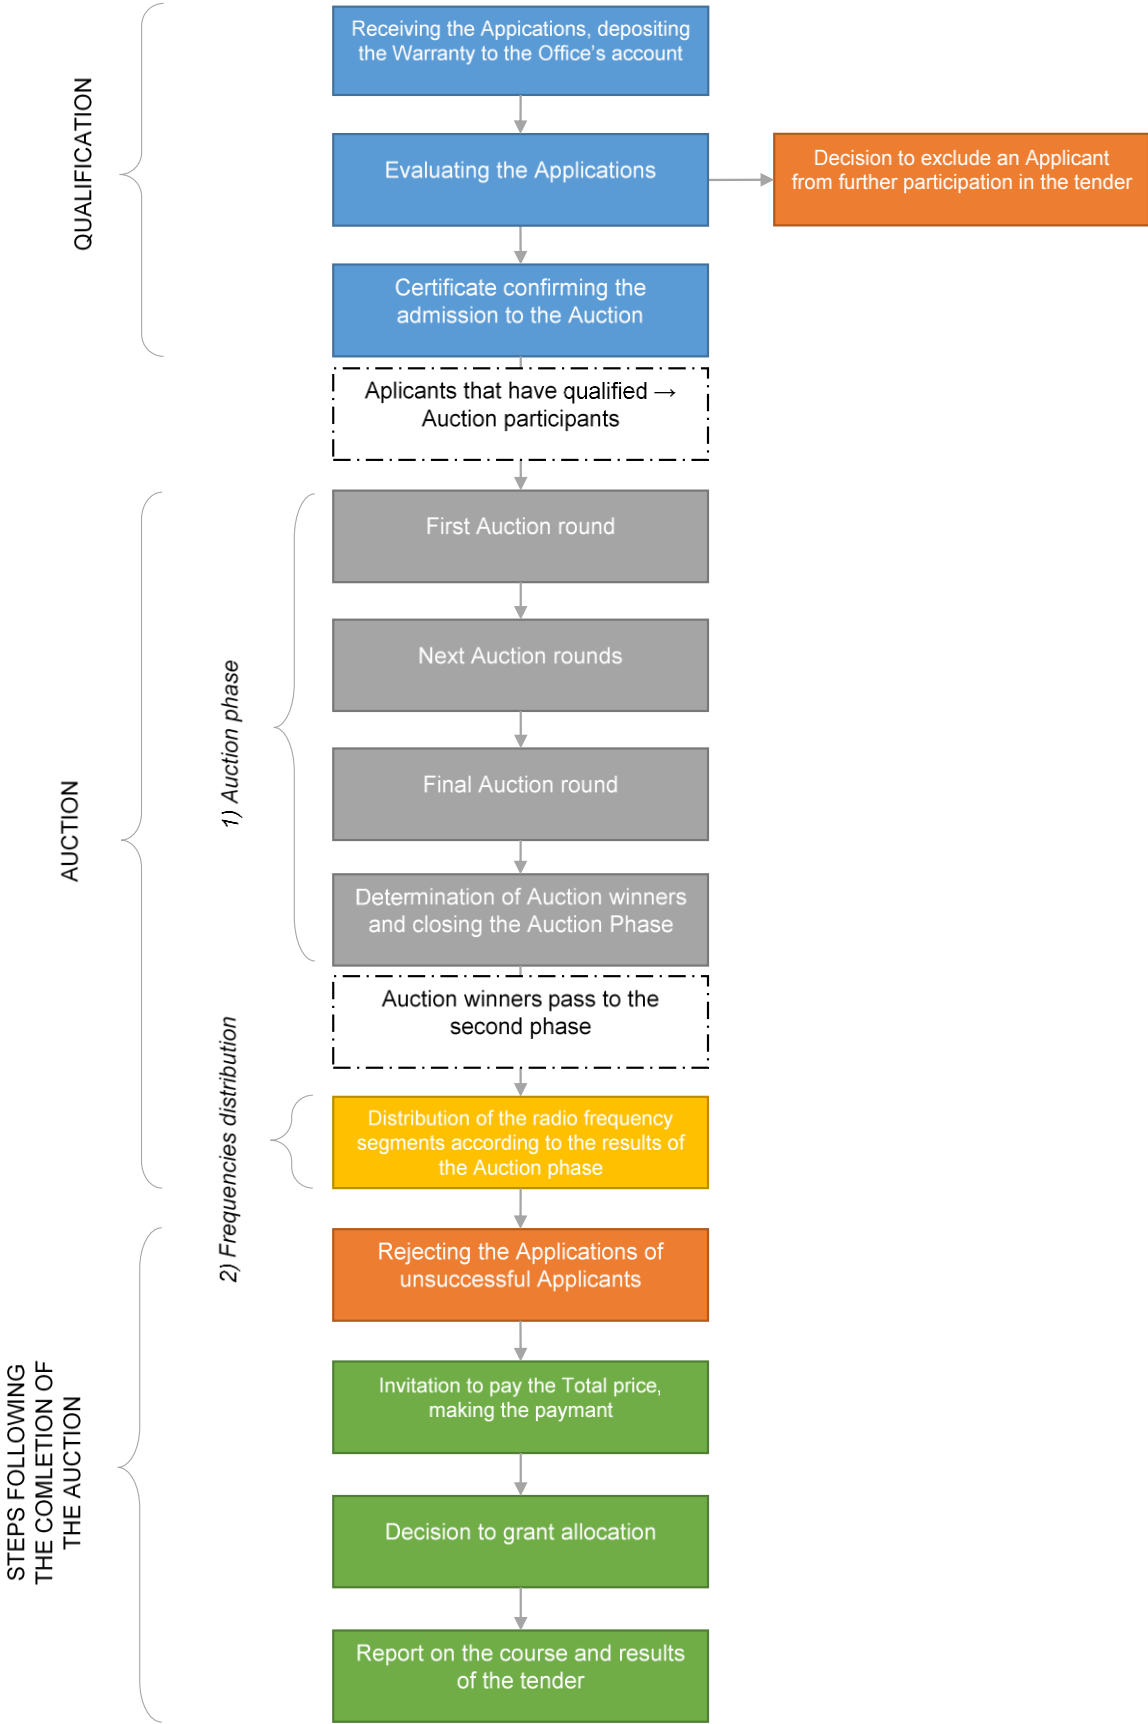 QUALIFICATION
Receiving the Appications, depositing
the Warranty to the Office's account
Evaluating the Applications
Decision to exclude an Applicant
from further participation in the tender
Certificate confirming the
admission to the Auction
Aplicants that have qualified →
Auction participants
AUCTION
1) Auction phase
First Auction round
Next Auction rounds
Final Auction round
Determination of Auction winners
and closing the Auction Phase
Auction winners pass to the
second phase
2) Frequencies distribution
Distribution of the radio frequency
segments according to the results of
the Auction phase
STEPS FOLLOWING
THE COMLETION OF
THE AUCTION
Rejecting the Applications of
unsuccessful Applicants
Invitation to pay the Total price,
making the paymant
Decision to grant allocation
Report on the course and results
of the tender